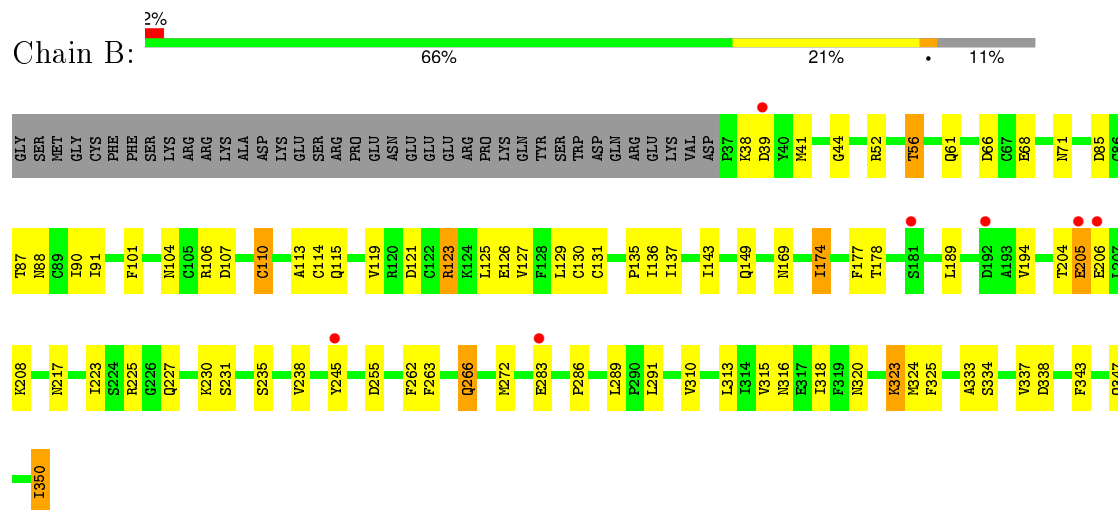 2%
Chain B:
66% 21% • 11%
GLY SER MET GLY CYS PHE PHE SER LYS ARG ARG LYS ALA ASP LYS GLU SER ARG PRO GLU ASN GLU GLU GLU ARG PRO LYS GLN TYR SER TRP ASP GLN ARG GLU LYS VAL ASP P37 K38 D39 Y40 M41 G44 R52 T56 Q61 D66 C67 E68 N71 D85
T87 N88 C89 I90 I91 F101 N104 C105 R106 D107 C110 A113 C114 Q115 V119 R120 D121 C122 R123 K124 L125 E126 V127 F128 L129 C130 C131 P135 I136 I137 I143 Q149 N169 I174 F177 T178 S181 L189 D192 A193 V194 T204 E205 E206
K208 N217 I223 S224 R225 G226 Q227 K230 S231 S235 V238 Y245 D255 F262 F263 Q266 M272 E283 P286 L289 P290 L291 V310 L313 I314 V315 N316 E317 I318 F319 N320 K323 M324 F325 A333 S334 V337 D338 F343
I350